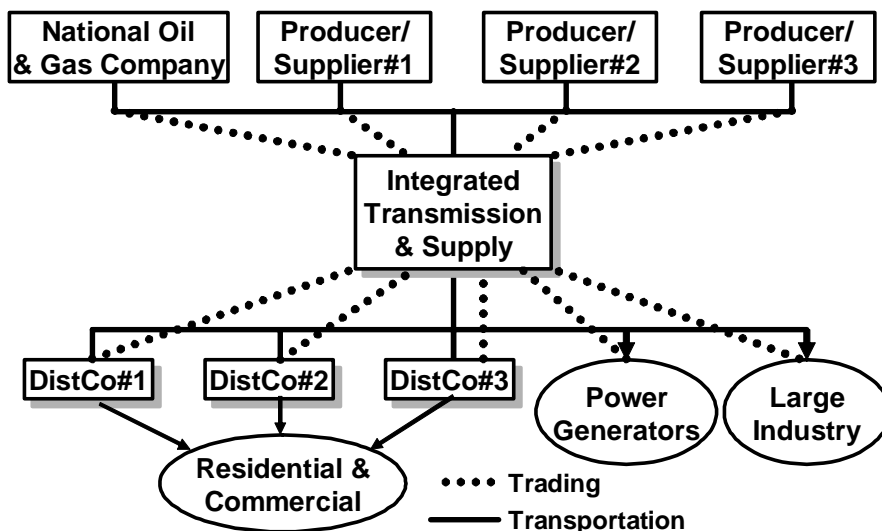 National Oil
& Gas Company
Producer/
Supplier#1
Producer/
Supplier#2
Producer/
Supplier#3
Integrated
Transmission
& Supply
DistCo#1
DistCo#2
DistCo#3
Power
Generators
Large
Industry
Residential &
Commercial
Trading
Transportation